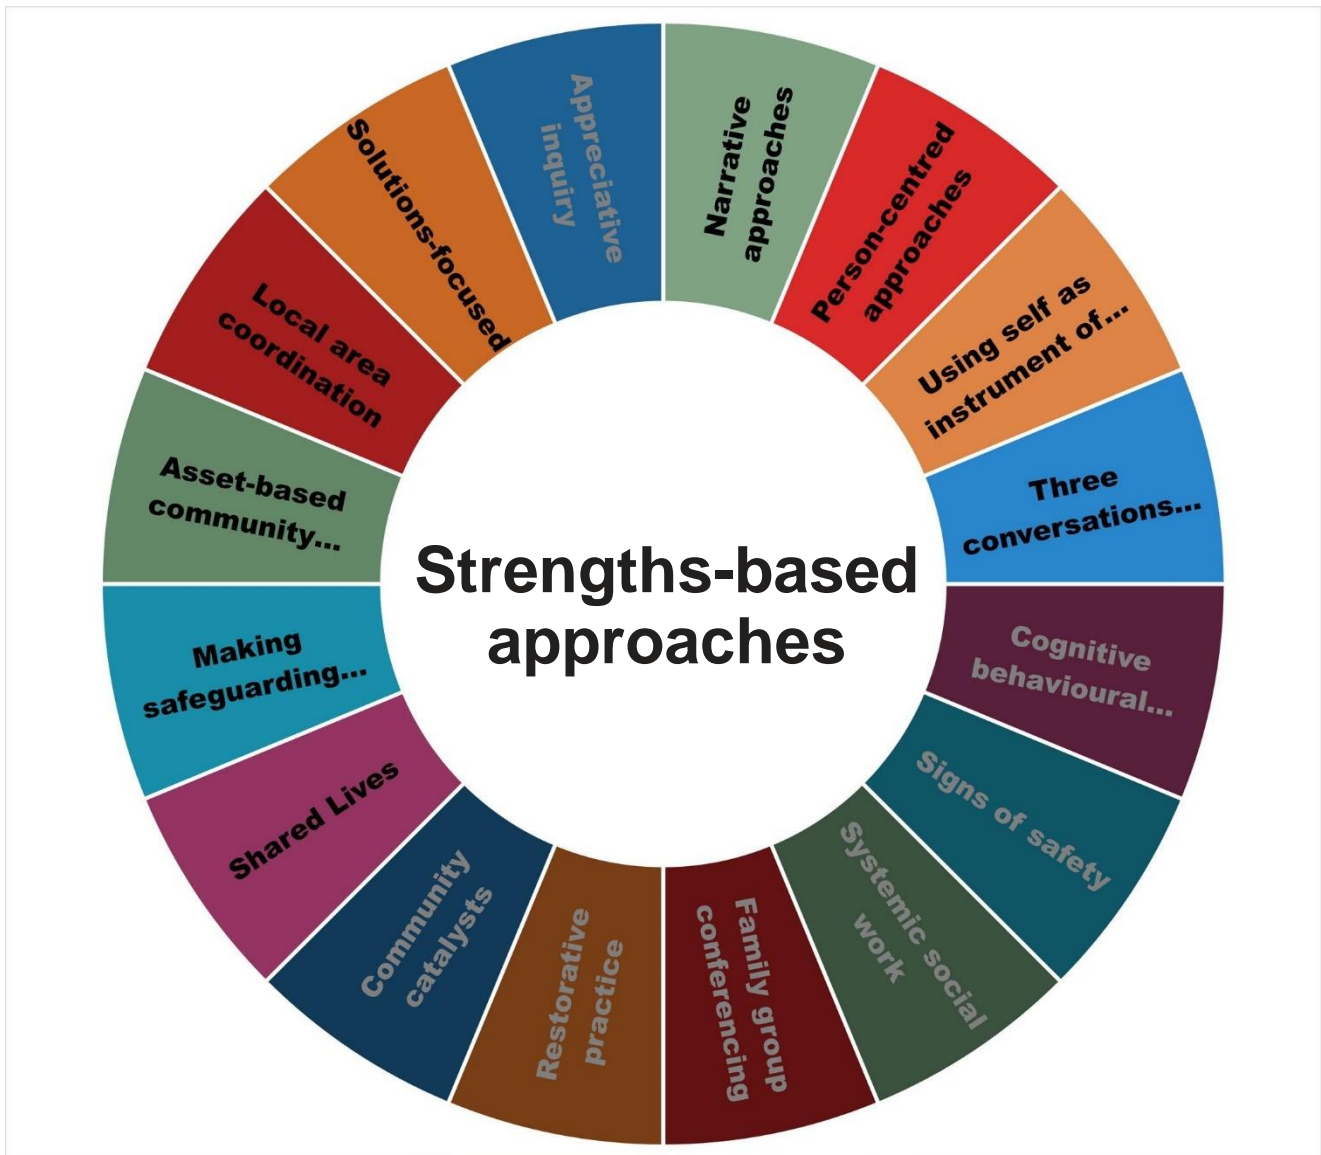 Strengths-based
approaches
Narrative
approaches
Person-centred
approaches
Using self as
instrument of...
Three
conversations...
Cognitive
behavioural...
Signs of safety
Systemic social
work
Family group
conferencing
Restorative
practice
Community
catalysts
Shared Lives
Making
safeguarding...
Asset-based
community...
Local area
coordination
Solutions-focused
Appreciative
inquiry